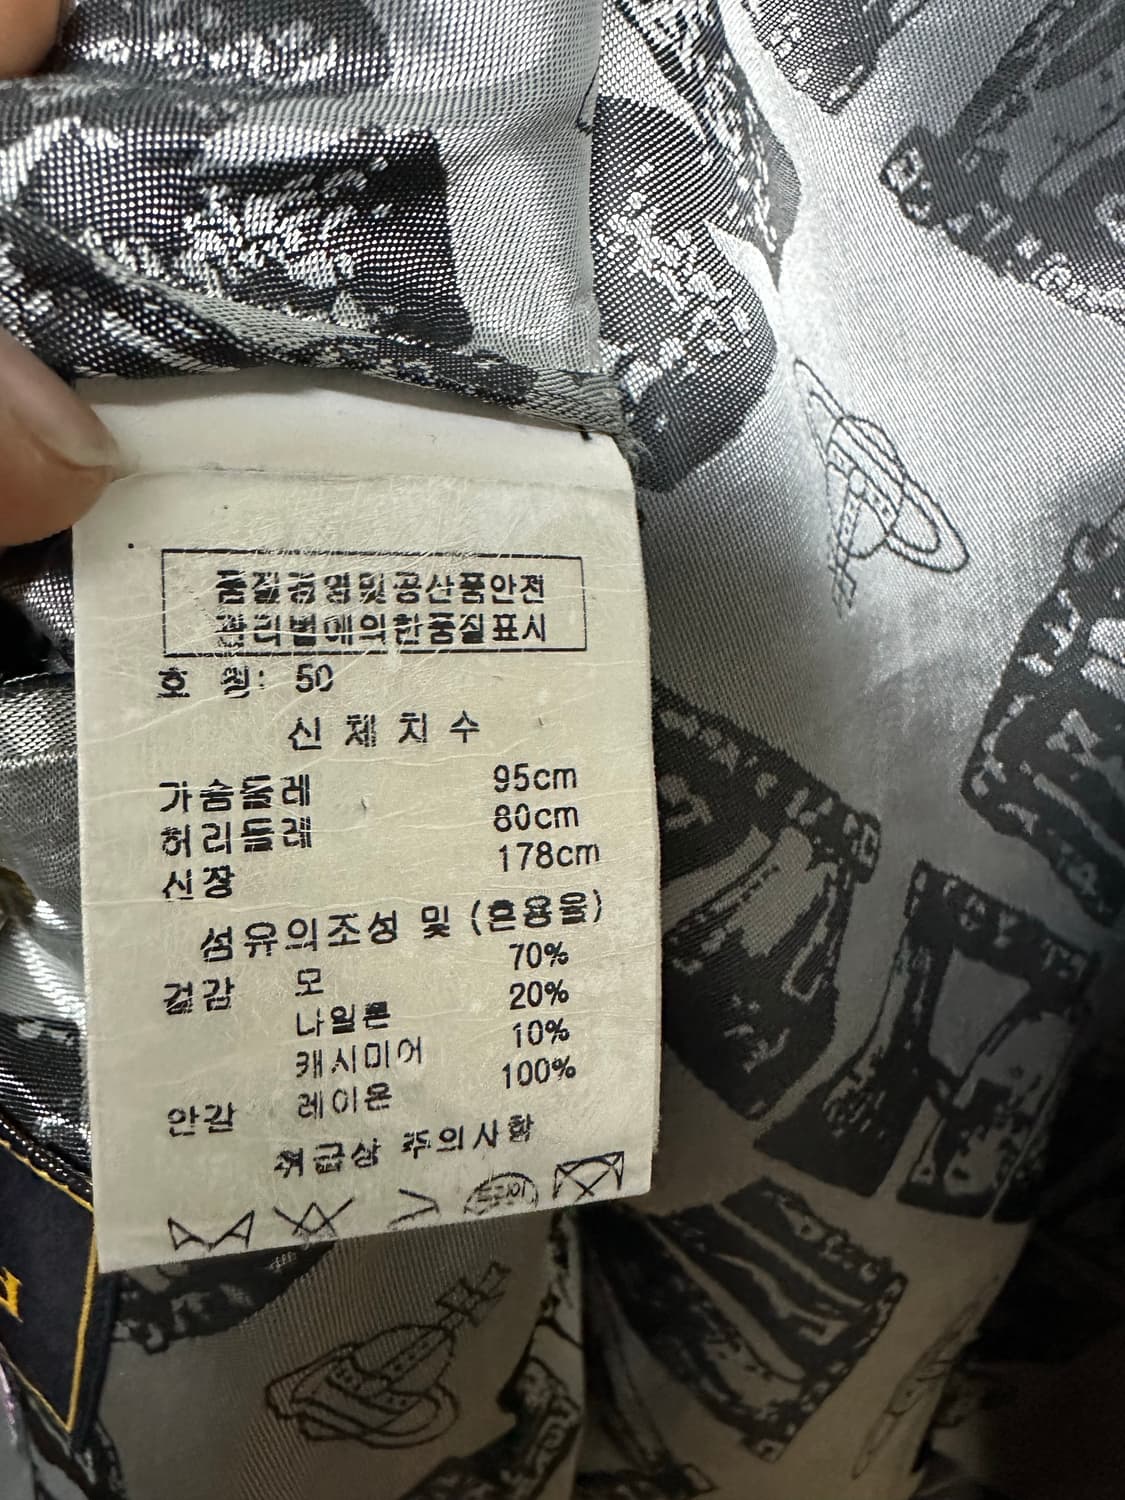 품질경영및공산품안전
관리법에의한품질표시
호 칭: 50
신 체 치 수
가슴둘레 95cm
허리둘레 80cm
신장 178cm
섬유의조성 및 (혼용율)
겉감 모 70%
나일론 20%
캐시미어 10%
안감 레이온 100%
취급상 주의사항
드라이